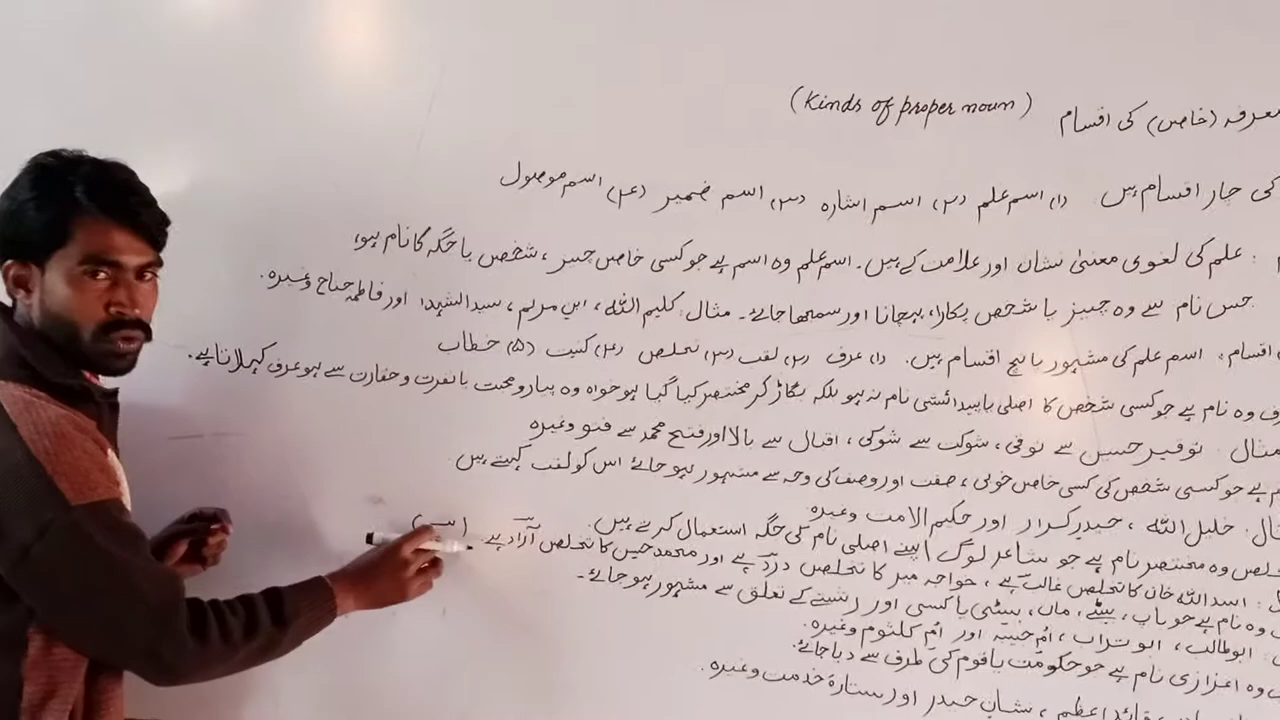 معرفہ (خاص) کی اقسام (Kinds of proper noun)
کی چار اقسام ہیں (۱) اسم علم (۲) اسم اشارہ (۳) اسم ضمیر (۴) اسم موصول
: علم کی لغوی معنیٰ نشان اور علامت کے ہیں۔ اسم علم وہ اسم ہے جو کسی خاص چیز، شخص یا جگہ کا نام ہو،
جس نام سے وہ چیز یا شخص پکارا، پہچانا اور سمجھا جائے۔ مثال: کلیم اللہ، ابن مریم، سید الشہدا اور فاطمہ جناح وغیرہ۔
اقسام: اسم علم کی مشہور پانچ اقسام ہیں۔ (۱) عرف (۲) لقب (۳) تخلص (۴) کنیت (۵) خطاب
وہ نام ہے جو کسی شخص کا اصلی یا پیدائشی نام نہ ہو بلکہ بگاڑ کر مختصر کیا گیا ہو خواہ وہ پیار و محبت یا نفرت و حقارت سے ہو عرف کہلاتا ہے۔
مثال: توقیر حسین سے توفی، شوکت سے شوکی، اقبال سے بالا اور فتح محمد سے فتو وغیرہ
ہے جو کسی شخص کی کسی خاص خوبی، صفت اور وصف کی وجہ سے مشہور ہو جائے اس کو لقب کہتے ہیں
خلیل اللہ، حیدر کرار اور حکیم الامت وغیرہ
وہ مختصر نام ہے جو شاعر لوگ اپنے اصلی نام کی جگہ استعمال کرتے ہیں۔
: اسد اللہ خان کا تخلص غالب ہے، خواجہ میر کا تخلص درد ہے اور محمد حسین کا تخلص آزاد ہے۔
وہ نام ہے جو باپ، بیٹے، ماں، بیٹی یا کسی اور رشتے کے تعلق سے مشہور ہو جائے۔
ابو طالب، ابو تراب، اُم حبیبہ اور اُم کلثوم وغیرہ
وہ اعزازی نام ہے جو حکومت یا قوم کی طرف سے دیا جائے۔
قائد اعظم، نشان حیدر اور ستارۂ خدمت وغیرہ۔